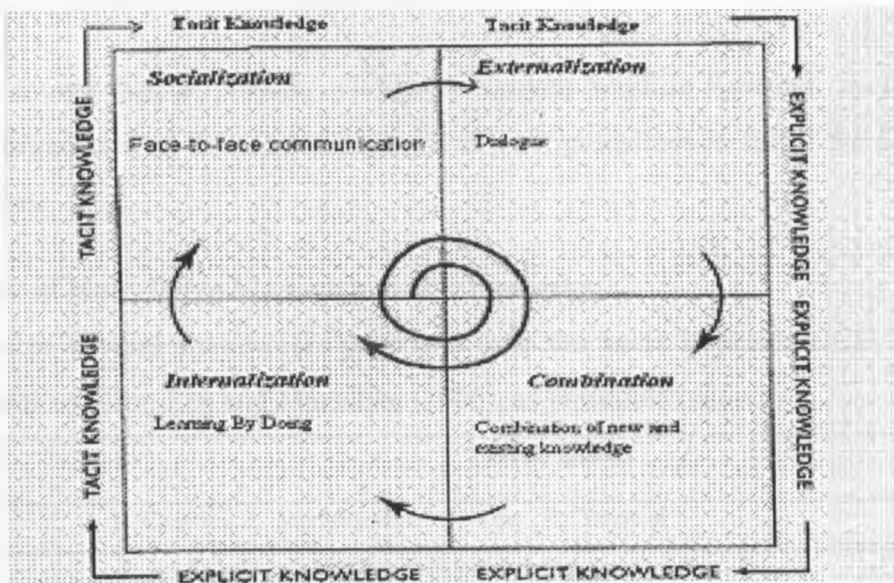 Tacit Knowledge
Tacit Knowledge
Socialization
Externalization
Face-to-face communication
Dialogue
TACIT KNOWLEDGE
EXPLICIT KNOWLEDGE
Internalization
Combination
Learning By Doing
Combination of new and
existing knowledge
TACIT KNOWLEDGE
EXPLICIT KNOWLEDGE
EXPLICIT KNOWLEDGE
EXPLICIT KNOWLEDGE